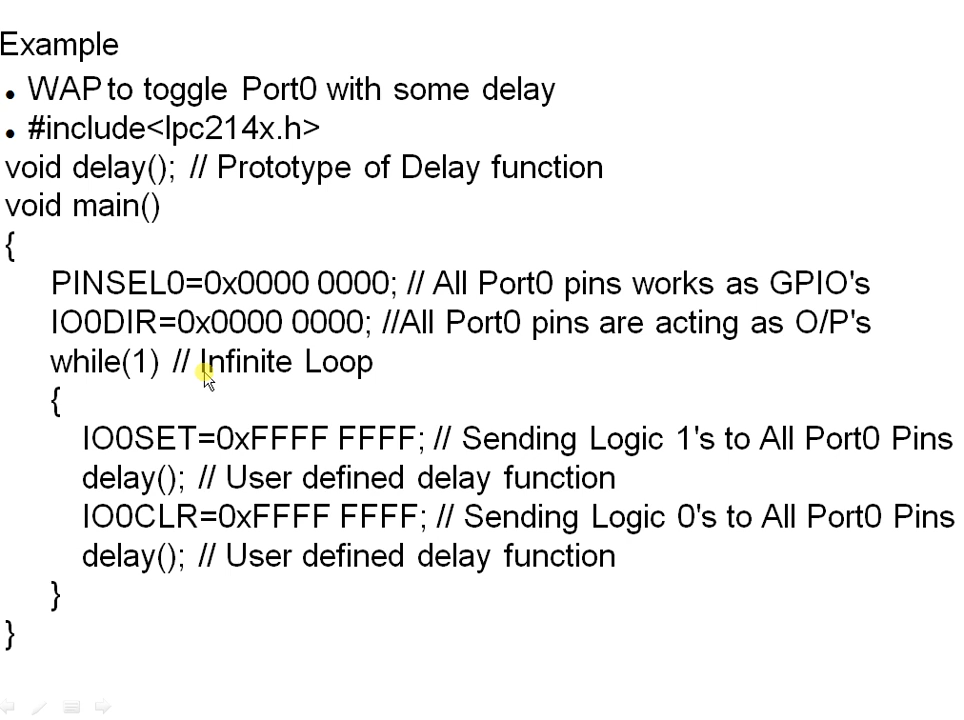 Example
• WAP to toggle Port0 with some delay
• #include<lpc214x.h>
void delay(); // Prototype of Delay function
void main()
{
PINSEL0=0x0000 0000; // All Port0 pins works as GPIO's
IO0DIR=0x0000 0000; //All Port0 pins are acting as O/P's
while(1) // Infinite Loop
{
IO0SET=0xFFFF FFFF; // Sending Logic 1's to All Port0 Pins
delay(); // User defined delay function
IO0CLR=0xFFFF FFFF; // Sending Logic 0's to All Port0 Pins
delay(); // User defined delay function
}
}